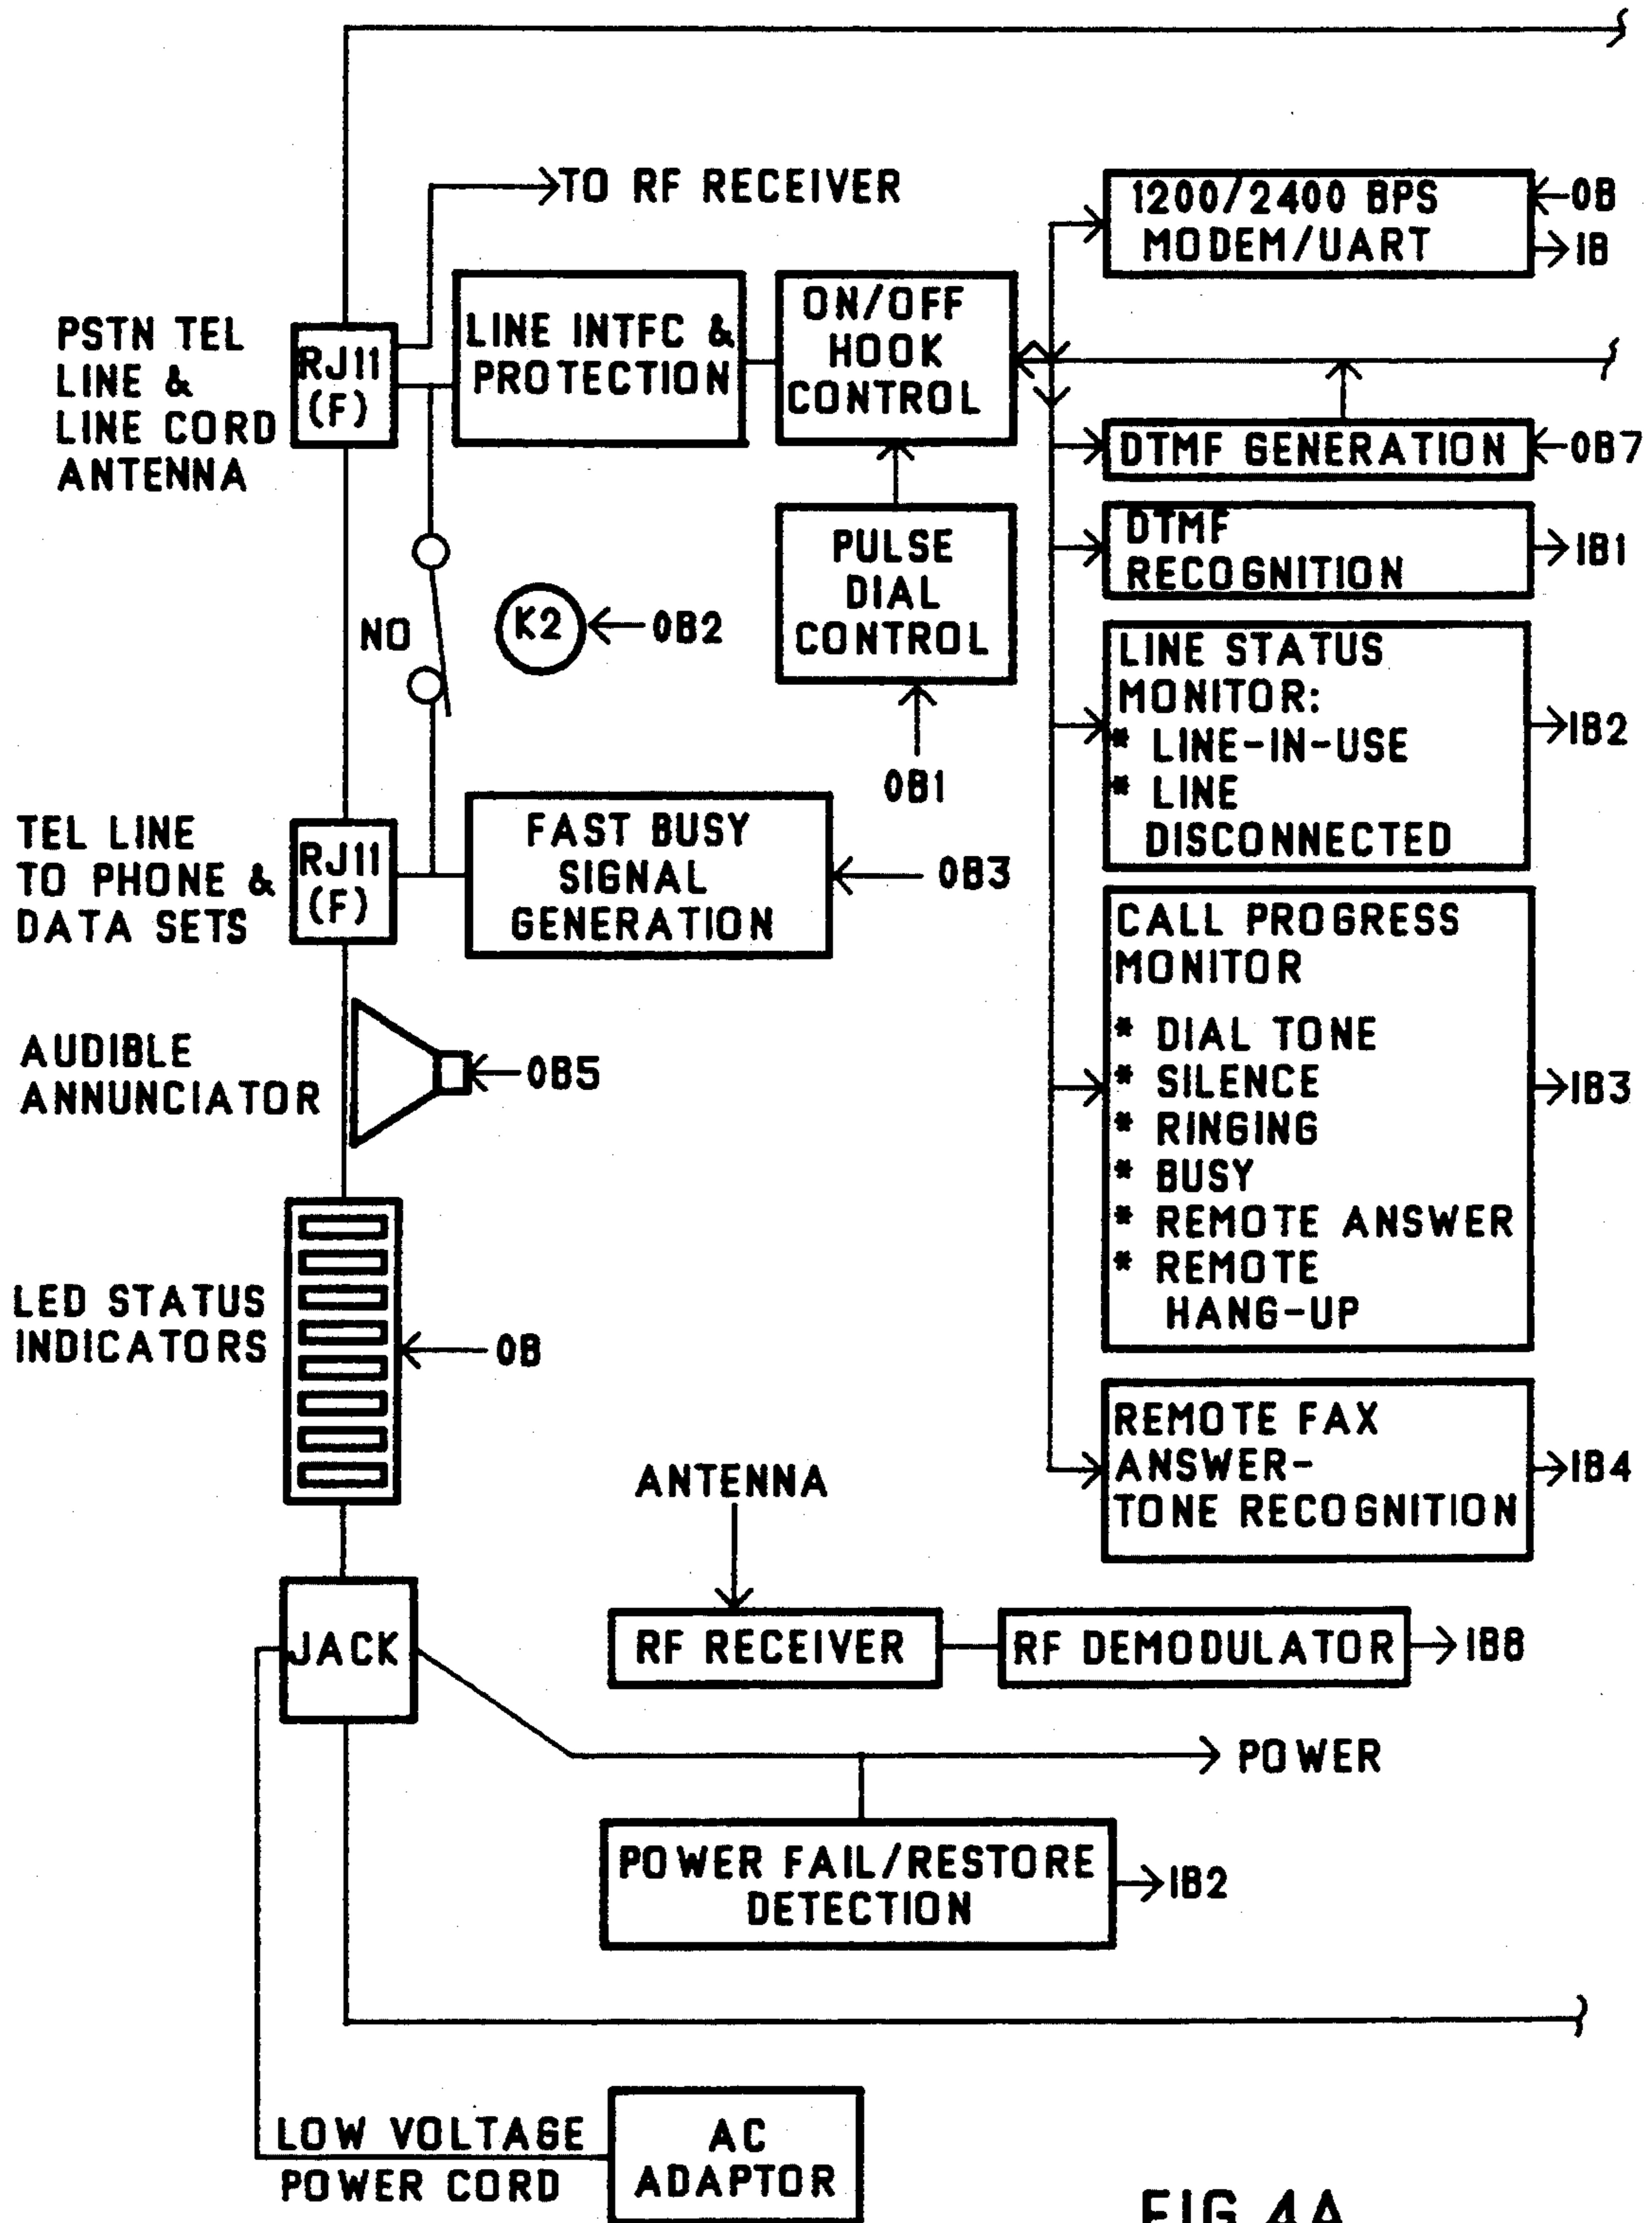 TO RF RECEIVER
1200/2400 BPS
MODEM/UART
OB
IB
PSTN TEL
LINE &
LINE CORD
ANTENNA
RJ11
(F)
LINE INTFC &
PROTECTION
ON/OFF
HOOK
CONTROL
DTMF GENERATION
OB7
DTMF
RECOGNITION
IB1
NO
K2
OB2
PULSE
DIAL
CONTROL
OB1
LINE STATUS
MONITOR:
* LINE-IN-USE
* LINE
DISCONNECTED
IB2
TEL LINE
TO PHONE &
DATA SETS
RJ11
(F)
FAST BUSY
SIGNAL
GENERATION
OB3
CALL PROGRESS
MONITOR
* DIAL TONE
* SILENCE
* RINGING
* BUSY
* REMOTE ANSWER
* REMOTE
HANG-UP
IB3
AUDIBLE
ANNUNCIATOR
OB5
LED STATUS
INDICATORS
OB
REMOTE FAX
ANSWER-
TONE RECOGNITION
IB4
ANTENNA
JACK
RF RECEIVER
RF DEMODULATOR
IB8
POWER
POWER FAIL/RESTORE
DETECTION
IB2
LOW VOLTAGE
POWER CORD
AC
ADAPTOR
FIG 4A